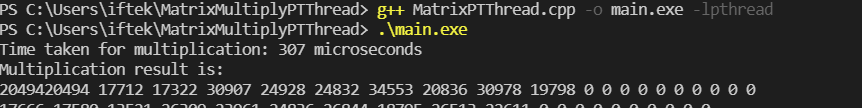 PS C:\Users\iftek\MatrixMultiplyPTThread> g++ MatrixPTThread.cpp -o main.exe -lpthread
PS C:\Users\iftek\MatrixMultiplyPTThread> .\main.exe
Time taken for multiplication: 307 microseconds
Multiplication result is:
2049420494 17712 17322 30907 24928 24832 34553 20836 30978 19798 0 0 0 0 0 0 0 0 0 0